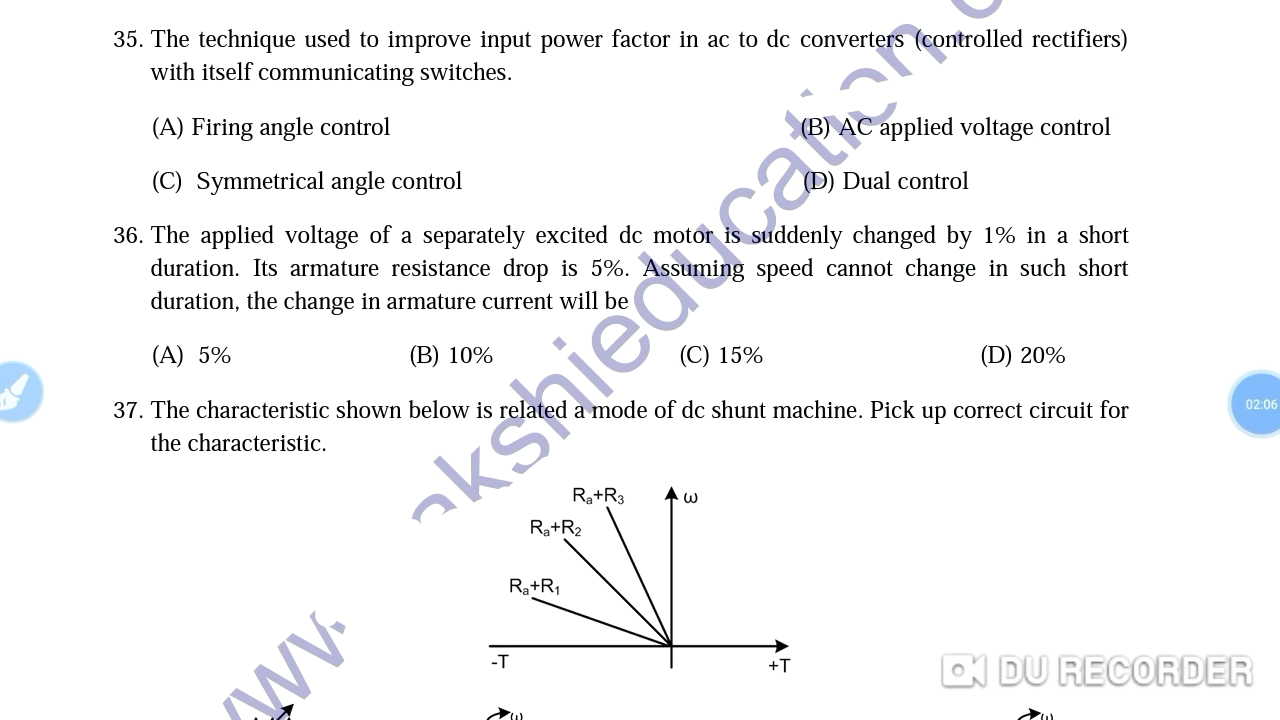 35. The technique used to improve input power factor in ac to dc converters (controlled rectifiers)
with itself communicating switches.
(A) Firing angle control (B) AC applied voltage control
(C) Symmetrical angle control (D) Dual control
36. The applied voltage of a separately excited dc motor is suddenly changed by 1% in a short
duration. Its armature resistance drop is 5%. Assuming speed cannot change in such short
duration, the change in armature current will be
(A) 5% (B) 10% (C) 15% (D) 20%
37. The characteristic shown below is related a mode of dc shunt machine. Pick up correct circuit for
the characteristic.
Rₐ+R₃ ω
Rₐ+R₂
Rₐ+R₁
-T +T
ω ω
02:06
DU RECORDER
akshieducation.